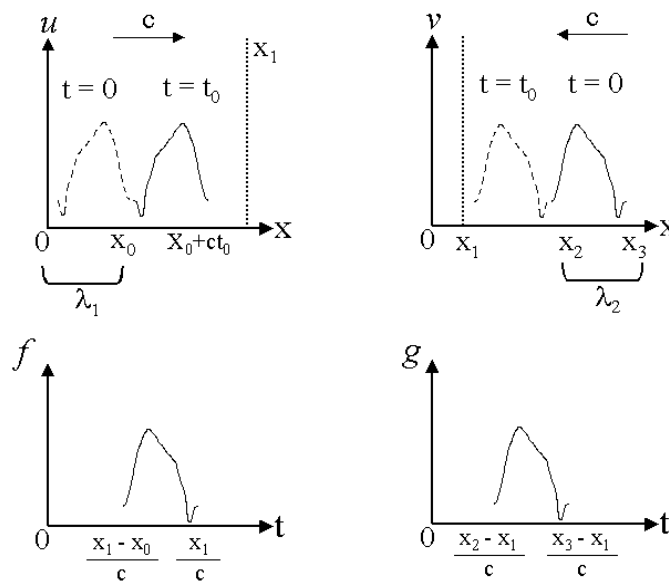 u
c
x₁
t = 0
t = t₀
0
x₀
x₀+ct₀
x
λ₁
v
c
t = t₀
t = 0
0
x₁
x₂
x₃
x
λ₂
f
0
x₁ - x₀
c
x₁
c
t
g
0
x₂ - x₁
c
x₃ - x₁
c
t